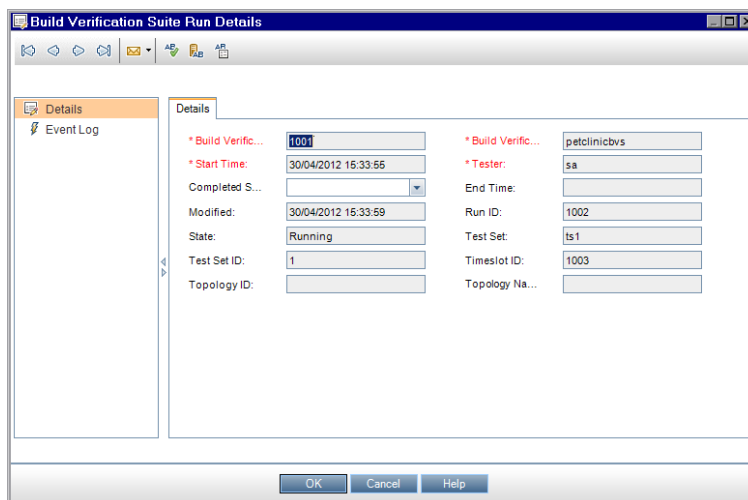 Build Verification Suite Run Details
Details
Event Log
Details
* Build Verific... 1001 * Build Verific... petclinicbvs
* Start Time: 30/04/2012 15:33:55 * Tester: sa
Completed S... End Time:
Modified: 30/04/2012 15:33:59 Run ID: 1002
State: Running Test Set: ts1
Test Set ID: 1 Timeslot ID: 1003
Topology ID: Topology Na...
OK Cancel Help